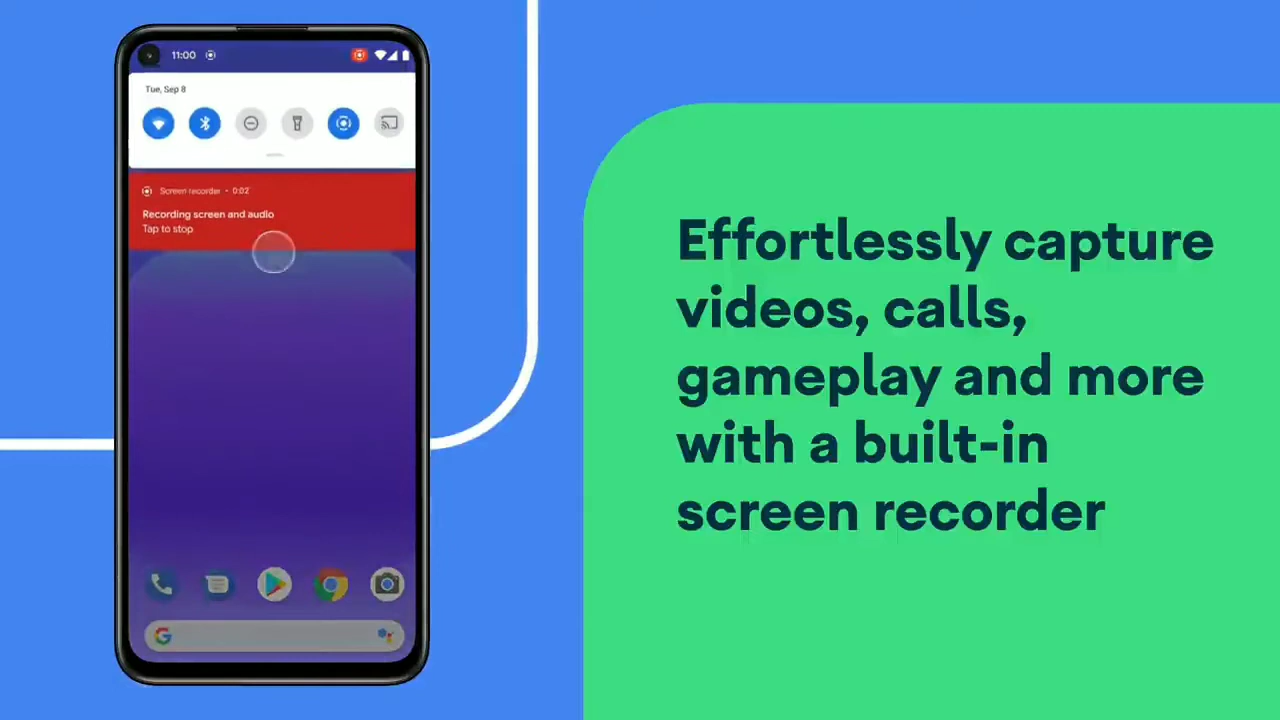 11:00
Tue, Sep 8
Screen recorder • 0:02
Recording screen and audio
Tap to stop
Effortlessly capture
videos, calls,
gameplay and more
with a built-in
screen recorder